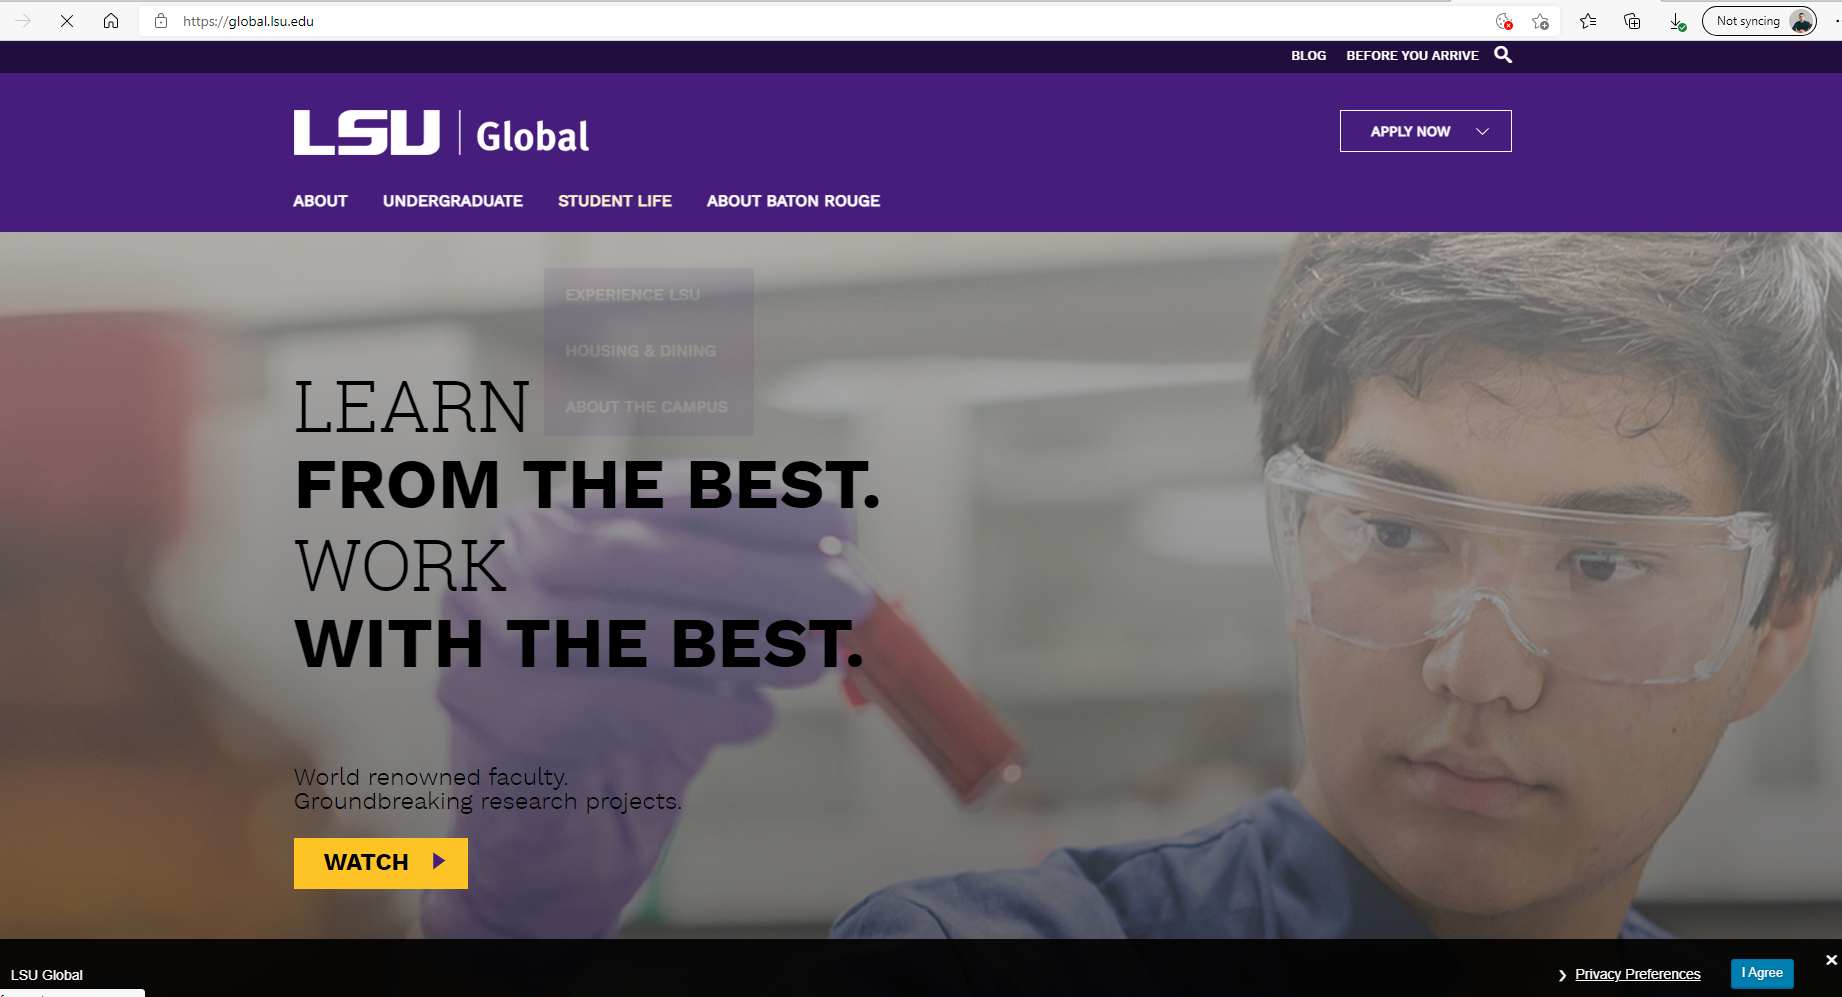 https://global.lsu.edu
Not syncing
BLOG BEFORE YOU ARRIVE
LSU Global
APPLY NOW
ABOUT UNDERGRADUATE STUDENT LIFE ABOUT BATON ROUGE
EXPERIENCE LSU
HOUSING & DINING
ABOUT THE CAMPUS
LEARN
FROM THE BEST.
WORK
WITH THE BEST.
World renowned faculty.
Groundbreaking research projects.
WATCH
LSU Global
Privacy Preferences
I Agree